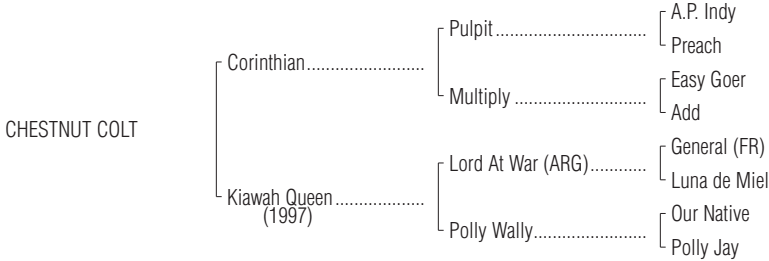 A.P. Indy
Pulpit..................................
Preach
Corinthian..........................
Easy Goer
Multiply .............................
Add
CHESTNUT COLT
General (FR)
Lord At War (ARG)............
Luna de Miel
Kiawah Queen....................
(1997)
Our Native
Polly Wally.........................
Polly Jay